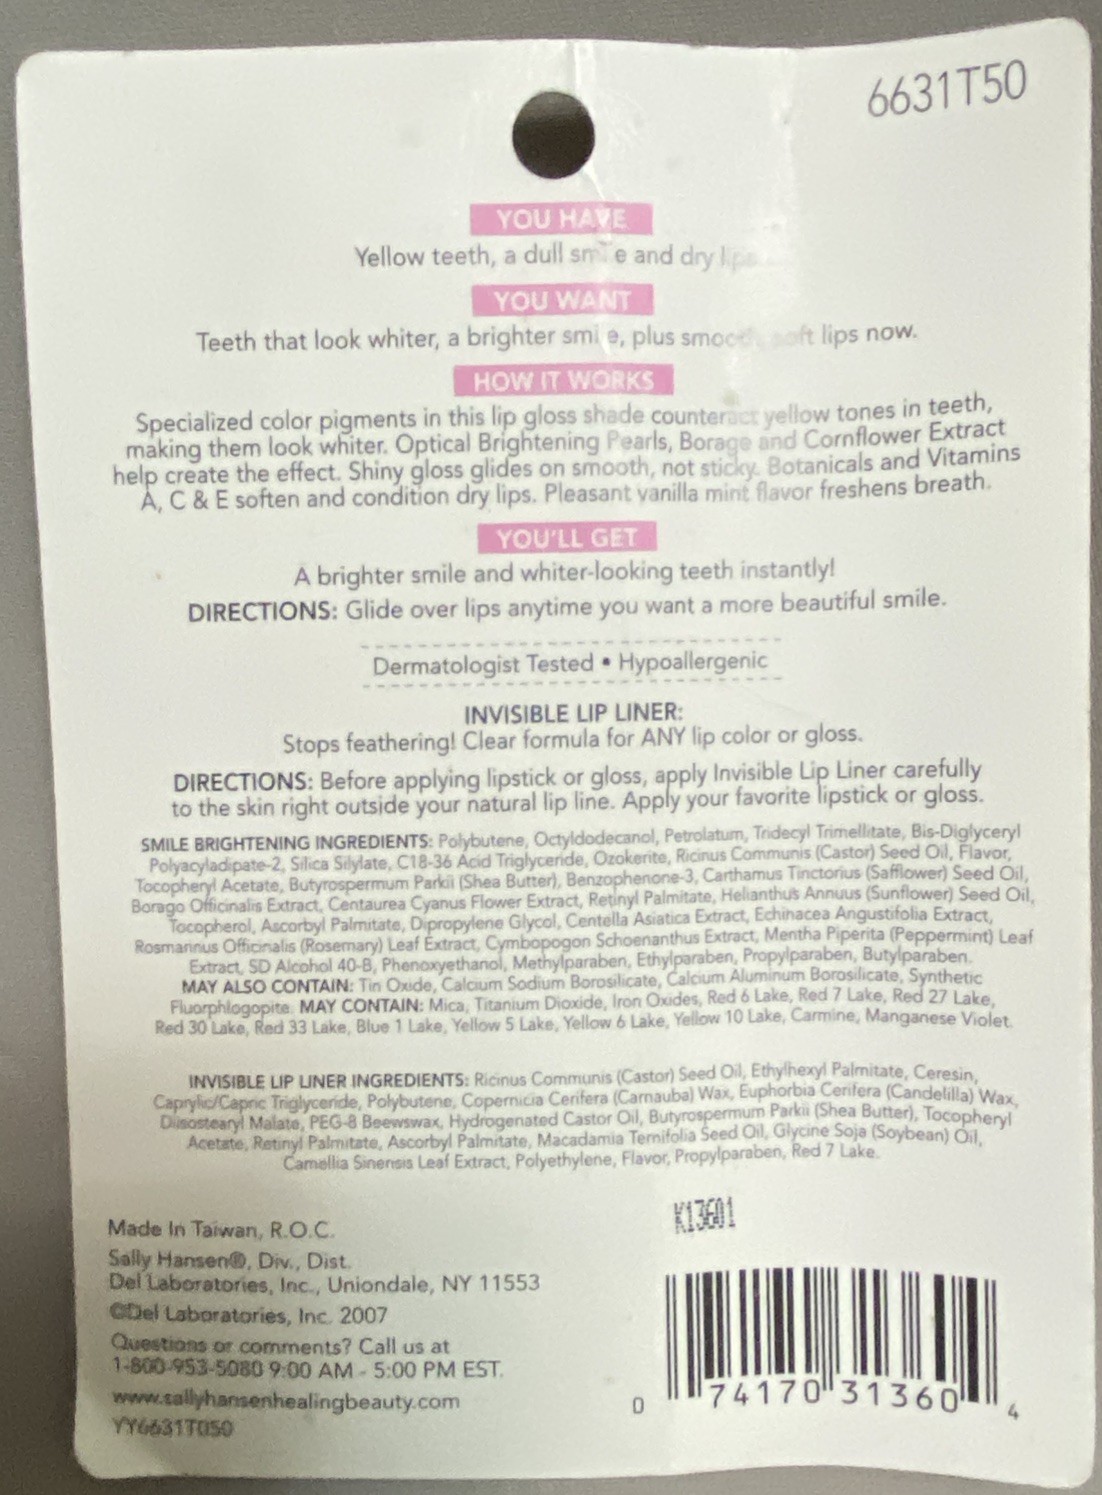 6631T50
YOU HAVE
Yellow teeth, a dull smile and dry lips
YOU WANT
Teeth that look whiter, a brighter smile, plus smooth, soft lips now.
HOW IT WORKS
Specialized color pigments in this lip gloss shade counteract yellow tones in teeth,
making them look whiter. Optical Brightening Pearls, Borage and Cornflower Extract
help create the effect. Shiny gloss glides on smooth, not sticky. Botanicals and Vitamins
A, C & E soften and condition dry lips. Pleasant vanilla mint flavor freshens breath.
YOU'LL GET
A brighter smile and whiter-looking teeth instantly!
DIRECTIONS: Glide over lips anytime you want a more beautiful smile.
Dermatologist Tested • Hypoallergenic
INVISIBLE LIP LINER:
Stops feathering! Clear formula for ANY lip color or gloss.
DIRECTIONS: Before applying lipstick or gloss, apply Invisible Lip Liner carefully
to the skin right outside your natural lip line. Apply your favorite lipstick or gloss.
SMILE BRIGHTENING INGREDIENTS: Polybutene, Octyldodecanol, Petrolatum, Tridecyl Trimellitate, Bis-Diglyceryl
Polyacyladipate-2, Silica Silylate, C18-36 Acid Triglyceride, Ozokerite, Ricinus Communis (Castor) Seed Oil, Flavor,
Tocopheryl Acetate, Butyrospermum Parkii (Shea Butter), Benzophenone-3, Carthamus Tinctorius (Safflower) Seed Oil,
Borago Officinalis Extract, Centaurea Cyanus Flower Extract, Retinyl Palmitate, Helianthus Annuus (Sunflower) Seed Oil,
Tocopherol, Ascorbyl Palmitate, Dipropylene Glycol, Centella Asiatica Extract, Echinacea Angustifolia Extract,
Rosmarinus Officinalis (Rosemary) Leaf Extract, Cymbopogon Schoenanthus Extract, Mentha Piperita (Peppermint) Leaf
Extract, SD Alcohol 40-B, Phenoxyethanol, Methylparaben, Ethylparaben, Propylparaben, Butylparaben.
MAY ALSO CONTAIN: Tin Oxide, Calcium Sodium Borosilicate, Calcium Aluminum Borosilicate, Synthetic
Fluorphlogopite. MAY CONTAIN: Mica, Titanium Dioxide, Iron Oxides, Red 6 Lake, Red 7 Lake, Red 27 Lake,
Red 30 Lake, Red 33 Lake, Blue 1 Lake, Yellow 5 Lake, Yellow 6 Lake, Yellow 10 Lake, Carmine, Manganese Violet.
INVISIBLE LIP LINER INGREDIENTS: Ricinus Communis (Castor) Seed Oil, Ethylhexyl Palmitate, Ceresin,
Caprylic/Capric Triglyceride, Polybutene, Copernicia Cerifera (Carnauba) Wax, Euphorbia Cerifera (Candelilla) Wax,
Diisostearyl Malate, PEG-8 Beewswax, Hydrogenated Castor Oil, Butyrospermum Parkii (Shea Butter), Tocopheryl
Acetate, Retinyl Palmitate, Ascorbyl Palmitate, Macadamia Ternifolia Seed Oil, Glycine Soja (Soybean) Oil,
Camellia Sinensis Leaf Extract, Polyethylene, Flavor, Propylparaben, Red 7 Lake.
K13601
Made In Taiwan, R.O.C.
Sally Hansen®, Div., Dist.
Del Laboratories, Inc., Uniondale, NY 11553
©Del Laboratories, Inc. 2007
Questions or comments? Call us at
1-800-953-5080 9:00 AM - 5:00 PM EST.
www.sallyhansenhealingbeauty.com
YY6631T050
0 74170 31360 4